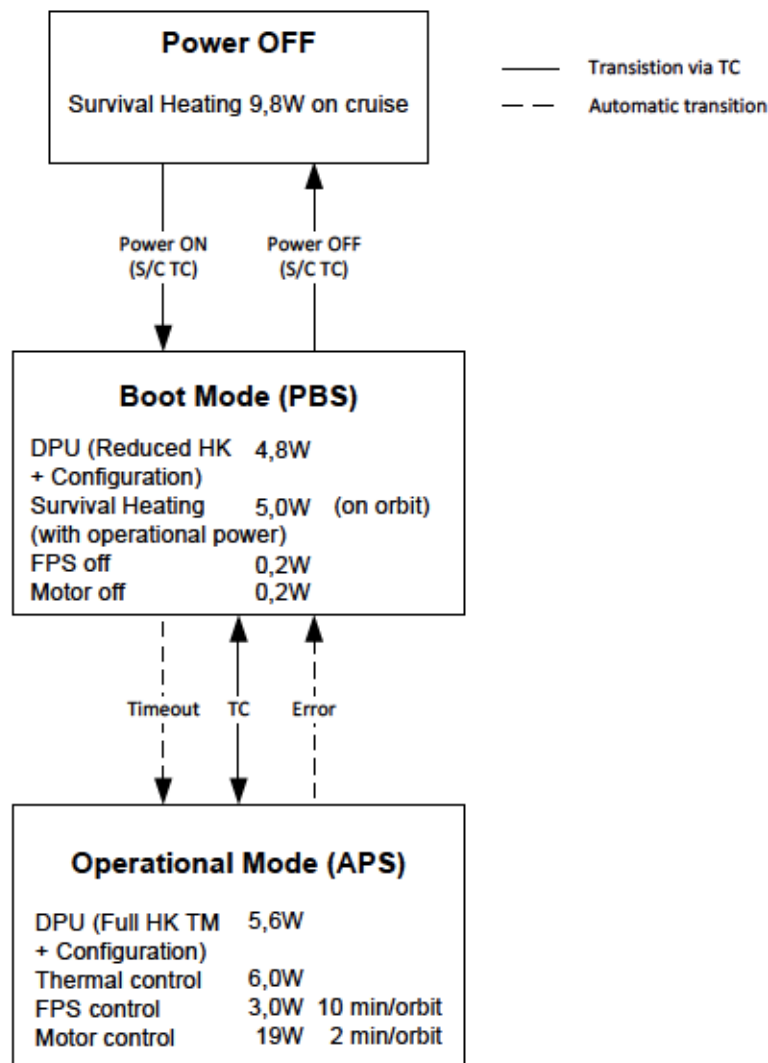 Power OFF
Survival Heating 9,8W on cruise
Transistion via TC
Automatic transition
Power ON
(S/C TC)
Power OFF
(S/C TC)
Boot Mode (PBS)
DPU (Reduced HK 4,8W
+ Configuration)
Survival Heating 5,0W (on orbit)
(with operational power)
FPS off 0,2W
Motor off 0,2W
Timeout TC Error
Operational Mode (APS)
DPU (Full HK TM 5,6W
+ Configuration)
Thermal control 6,0W
FPS control 3,0W 10 min/orbit
Motor control 19W 2 min/orbit